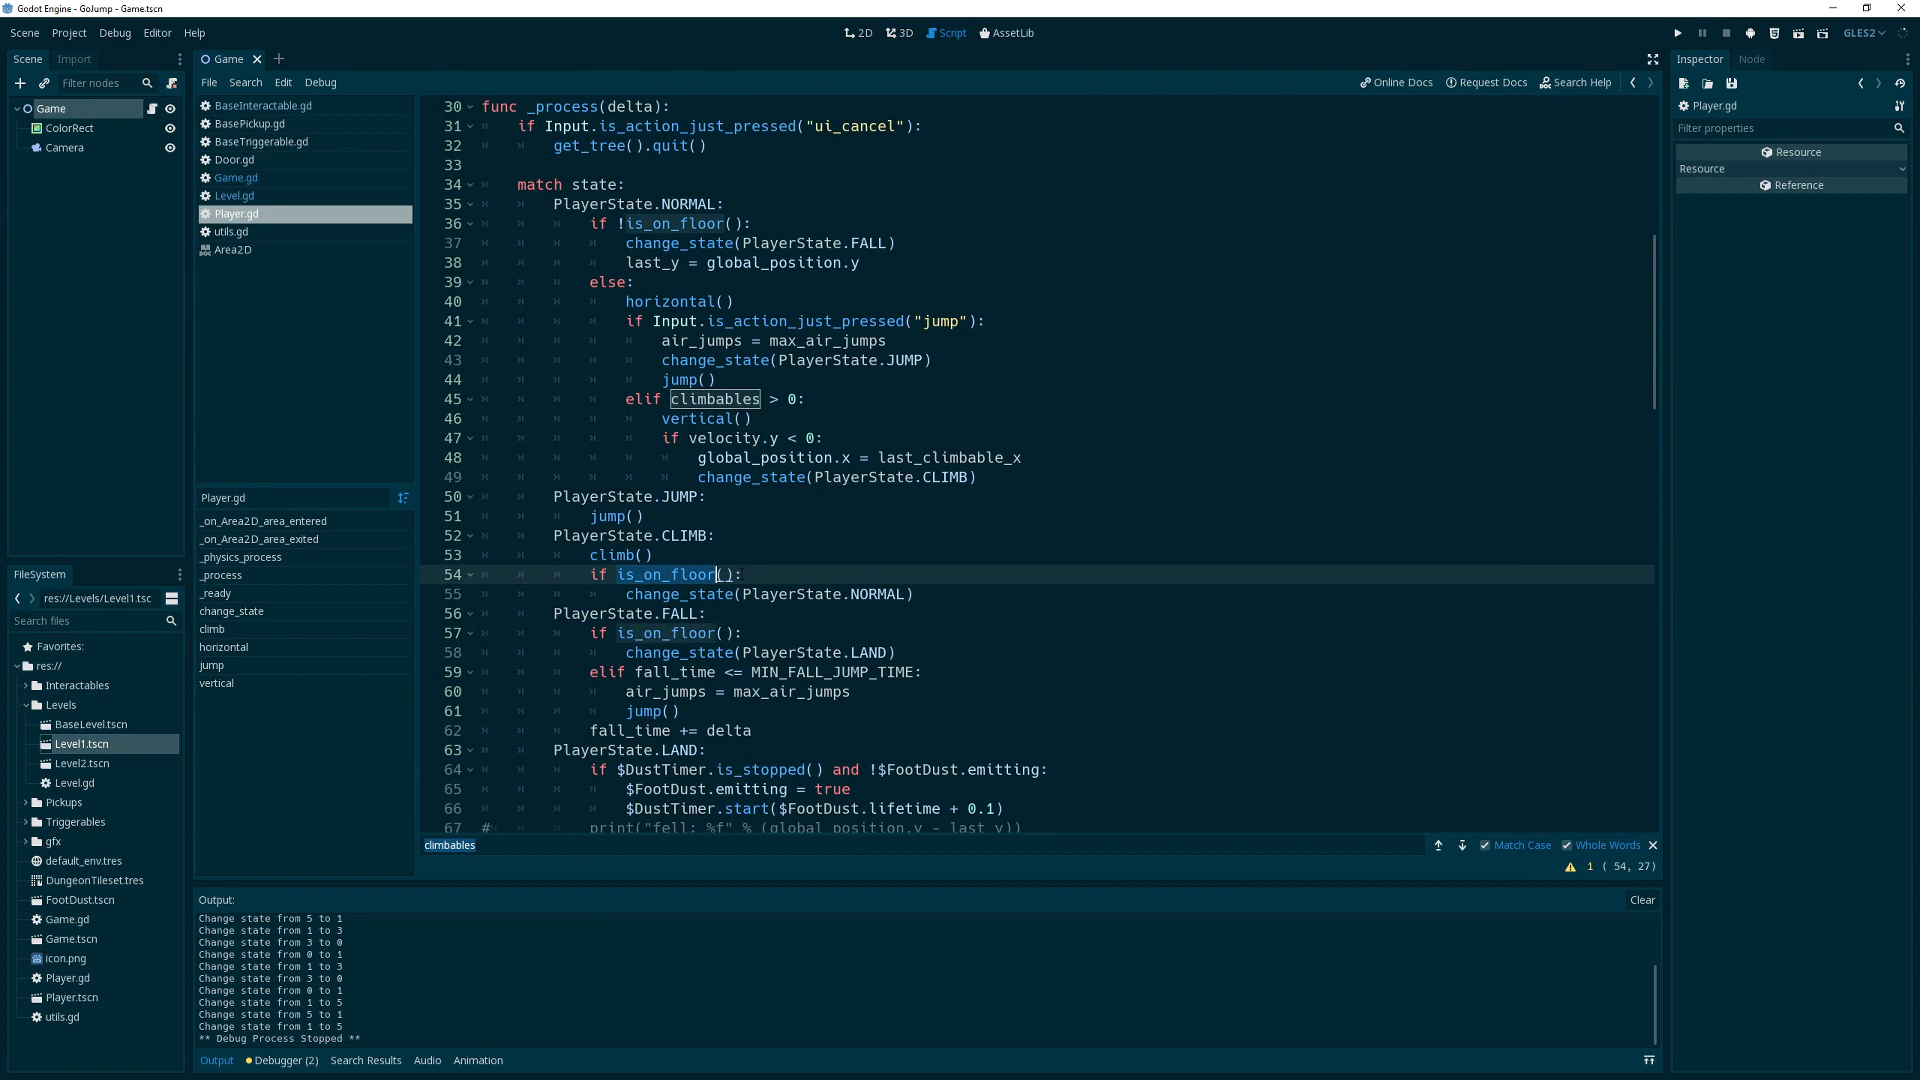 Godot Engine - GoJump - Game.tscn
Scene Project Debug Editor Help
2D 3D Script AssetLib
GLES2
Scene Import
Filter nodes
Game
ColorRect
Camera
Game
File Search Edit Debug
Online Docs Request Docs Search Help
BaseInteractable.gd
BasePickup.gd
BaseTriggerable.gd
Door.gd
Game.gd
Level.gd
Player.gd
utils.gd
Area2D
Player.gd
_on_Area2D_area_entered
_on_Area2D_area_exited
_physics_process
_process
_ready
change_state
climb
horizontal
jump
vertical
30 func _process(delta):
31 if Input.is_action_just_pressed("ui_cancel"):
32 get_tree().quit()
33
34 match state:
35 PlayerState.NORMAL:
36 if !is_on_floor():
37 change_state(PlayerState.FALL)
38 last_y = global_position.y
39 else:
40 horizontal()
41 if Input.is_action_just_pressed("jump"):
42 air_jumps = max_air_jumps
43 change_state(PlayerState.JUMP)
44 jump()
45 elif climbables > 0:
46 vertical()
47 if velocity.y < 0:
48 global_position.x = last_climbable_x
49 change_state(PlayerState.CLIMB)
50 PlayerState.JUMP:
51 jump()
52 PlayerState.CLIMB:
53 climb()
54 if is_on_floor():
55 change_state(PlayerState.NORMAL)
56 PlayerState.FALL:
57 if is_on_floor():
58 change_state(PlayerState.LAND)
59 elif fall_time <= MIN_FALL_JUMP_TIME:
60 air_jumps = max_air_jumps
61 jump()
62 fall_time += delta
63 PlayerState.LAND:
64 if $DustTimer.is_stopped() and !$FootDust.emitting:
65 $FootDust.emitting = true
66 $DustTimer.start($FootDust.lifetime + 0.1)
67 # print("fell: %f" % (global_position.y - last_y))
climbables
Match Case Whole Words
1 ( 54, 27)
Output:
Clear
Change state from 5 to 1
Change state from 1 to 3
Change state from 3 to 0
Change state from 0 to 1
Change state from 1 to 3
Change state from 3 to 0
Change state from 0 to 1
Change state from 1 to 5
Change state from 5 to 1
Change state from 1 to 5
** Debug Process Stopped **
Output Debugger (2) Search Results Audio Animation
FileSystem
res://Levels/Level1.tsc
Search files
Favorites:
res://
Interactables
Levels
BaseLevel.tscn
Level1.tscn
Level2.tscn
Level.gd
Pickups
Triggerables
gfx
default_env.tres
DungeonTileset.tres
FootDust.tscn
Game.gd
Game.tscn
icon.png
Player.gd
Player.tscn
utils.gd
Inspector Node
Player.gd
Filter properties
Resource
Resource
Reference